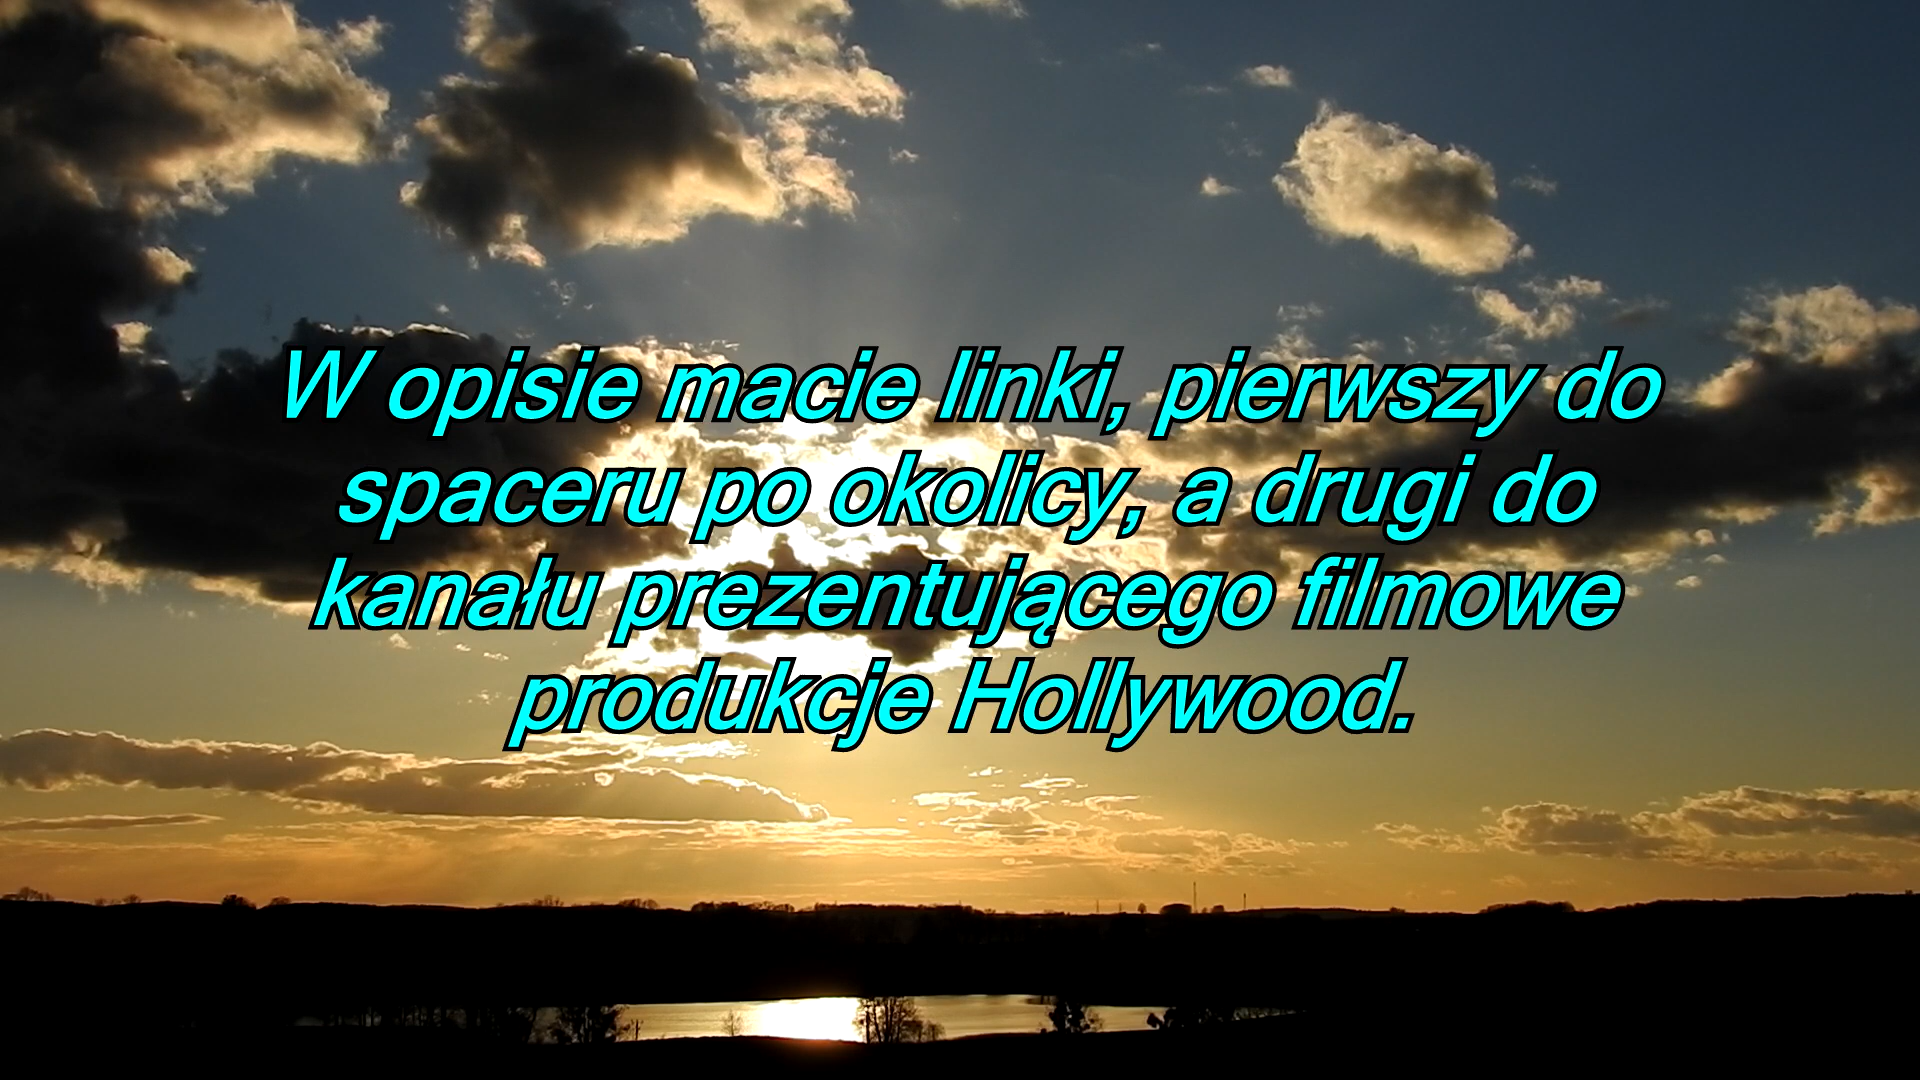 W opisie macie linki, pierwszy do
spaceru po okolicy, a drugi do
kanału prezentującego filmowe
produkcje Hollywood.